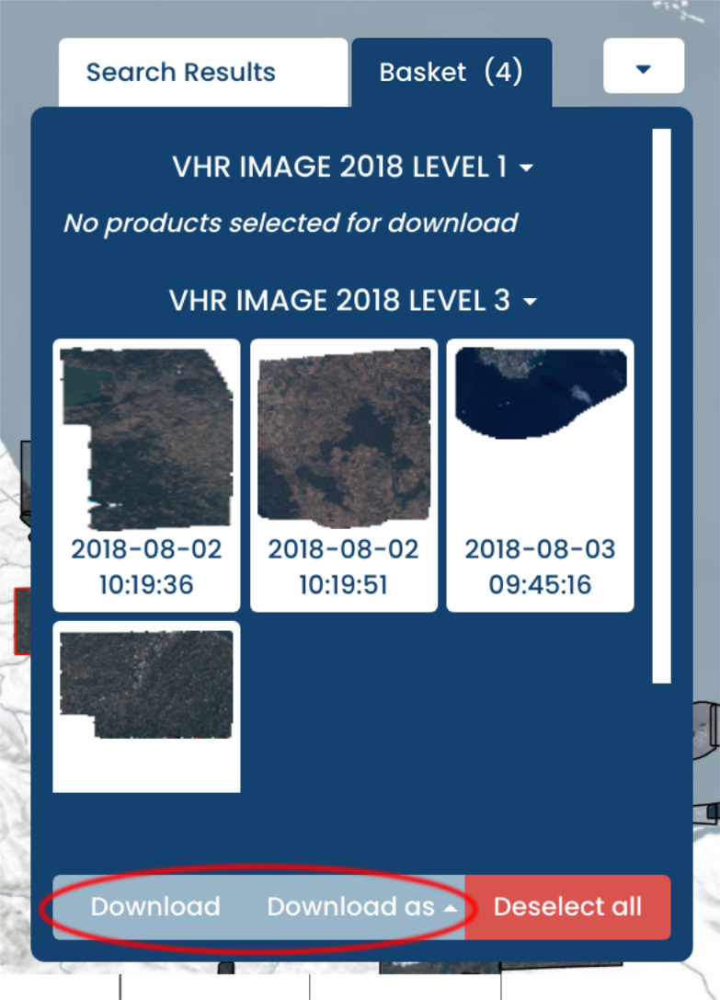 Search Results
Basket (4)
VHR IMAGE 2018 LEVEL 1
No products selected for download
VHR IMAGE 2018 LEVEL 3
2018-08-02
10:19:36
2018-08-02
10:19:51
2018-08-03
09:45:16
Download
Download as
Deselect all